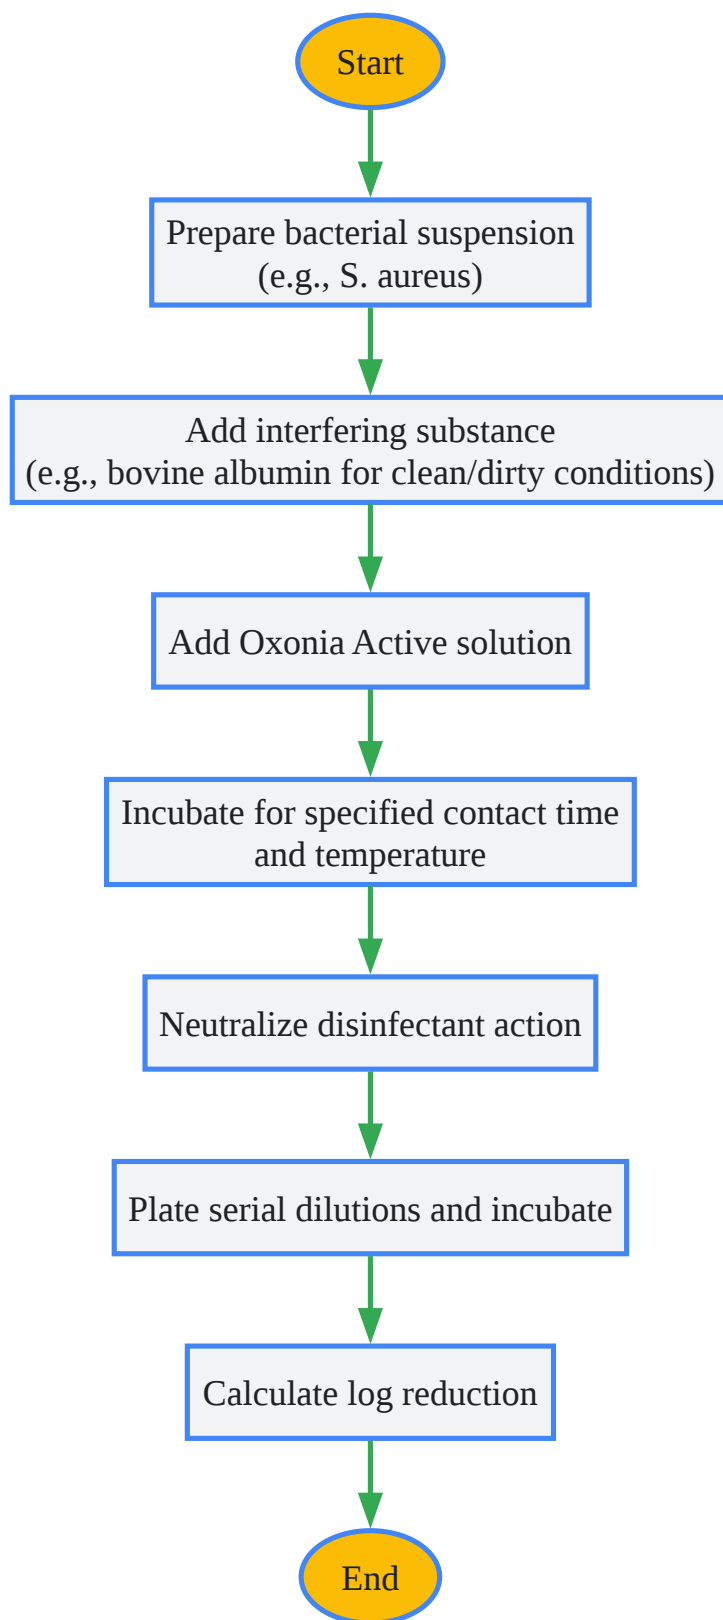 Start
Prepare bacterial suspension
(e.g., S. aureus)
Add interfering substance
(e.g., bovine albumin for clean/dirty conditions)
Add Oxonia Active solution
Incubate for specified contact time
and temperature
Neutralize disinfectant action
Plate serial dilutions and incubate
Calculate log reduction
End